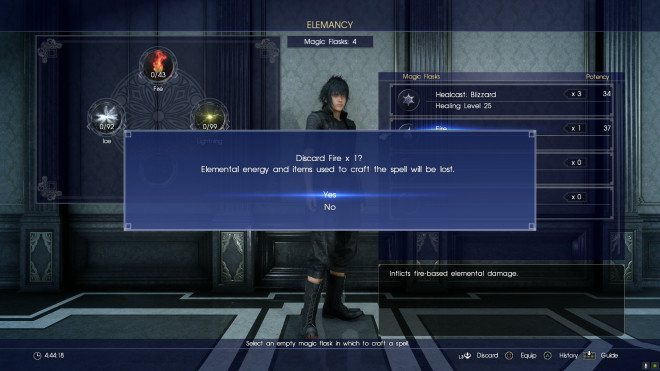 ELEMANCY
Magic Flasks: 4
0/43
Fire
0/92
Ice
0/99
Lightning
Magic Flasks Potency
Healcast: Blizzard x 3 34
Healing Level 25
Fire x 1 37
x 0
x 0
Discard Fire x 1?
Elemental energy and items used to craft the spell will be lost.
Yes
No
Inflicts fire-based elemental damage.
Select an empty magic flask in which to craft a spell.
4:44:18
Discard Equip History Guide